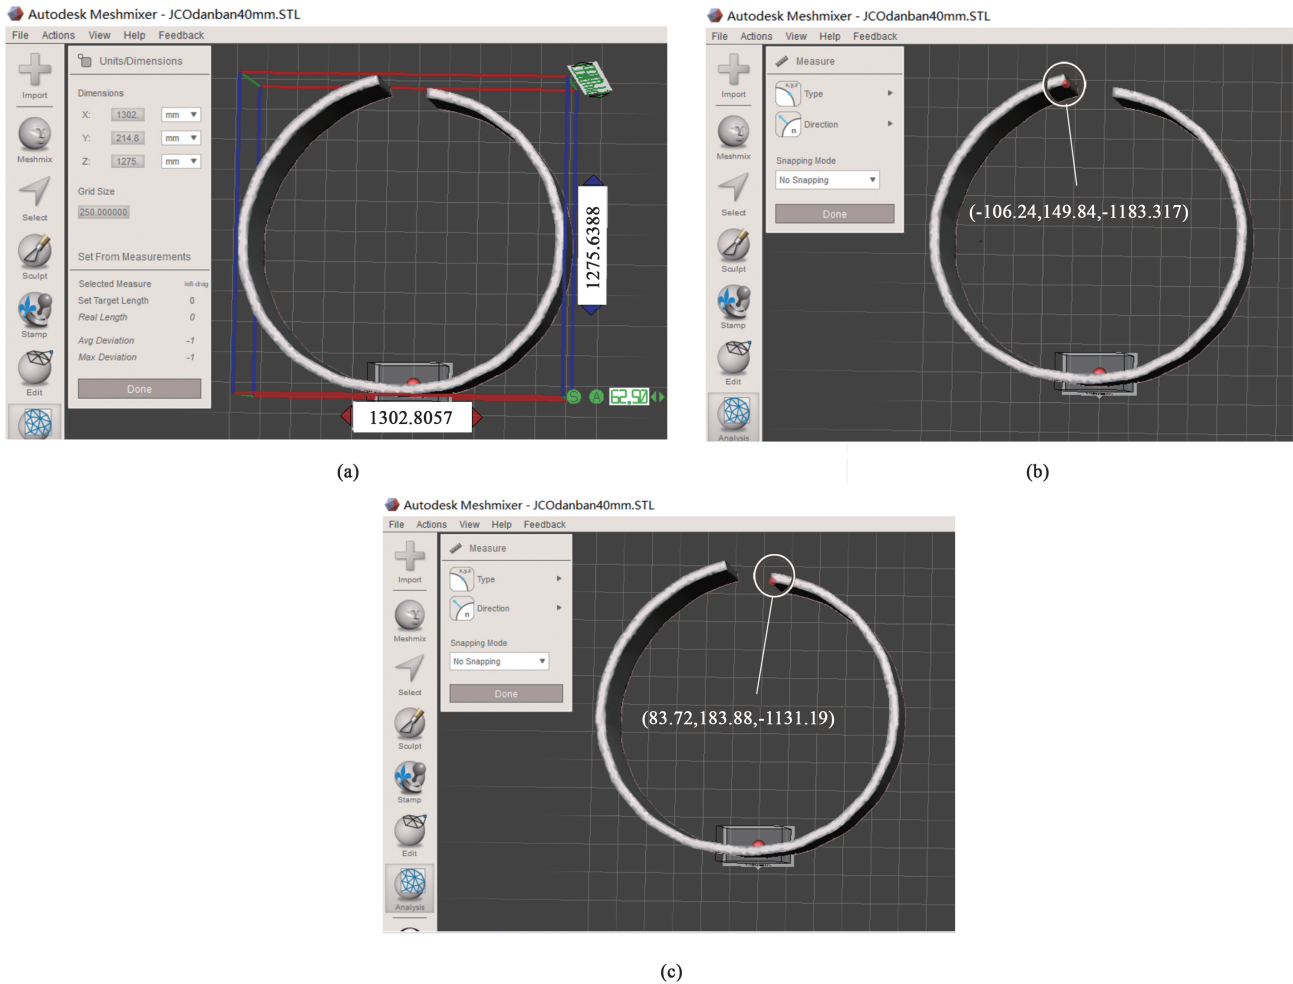 Autodesk Meshmixer - JCOdanban40mm.STL
File Actions View Help Feedback
Import
Meshmix
Select
Sculpt
Stamp
Edit
Units/Dimensions
Dimensions
X: 1302. mm
Y: 214.8 mm
Z: 1275. mm
Grid Size
250.000000
Set From Measurements
Selected Measure left-drag
Set Target Length 0
Real Length 0
Avg Deviation -1
Max Deviation -1
Done
1275.6388
1302.8057
S A 62.50
(a)
Autodesk Meshmixer - JCOdanban40mm.STL
File Actions View Help Feedback
Import
Meshmix
Select
Sculpt
Stamp
Edit
Analysis
Measure
x,y,z Type
n Direction
Snapping Mode
No Snapping
Done
(-106.24,149.84,-1183.317)
(b)
Autodesk Meshmixer - JCOdanban40mm.STL
File Actions View Help Feedback
Import
Meshmix
Select
Sculpt
Stamp
Edit
Analysis
Measure
x,y,z Type
n Direction
Snapping Mode
No Snapping
Done
(83.72,183.88,-1131.19)
(c)